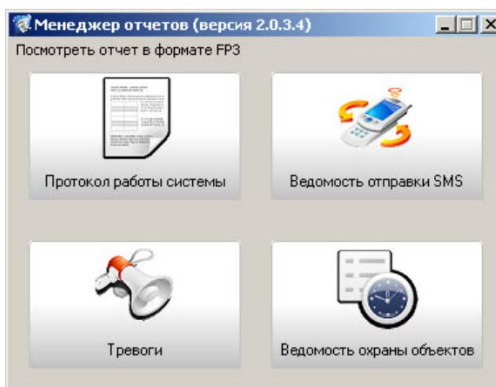 Менеджер отчетов (версия 2.0.3.4)
Посмотреть отчет в формате FP3
Протокол работы системы
Ведомость отправки SMS
Тревоги
Ведомость охраны объектов